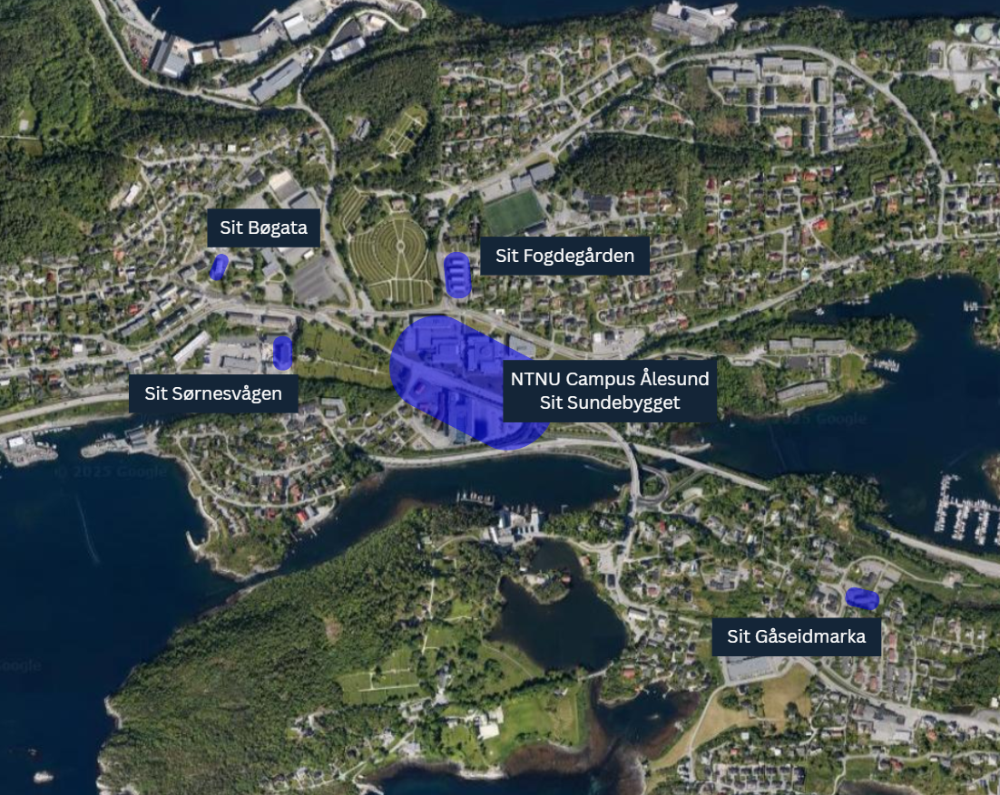 Sit Bøgata
Sit Fogdegården
NTNU Campus Ålesund
Sit Sundebygget
Sit Sørnesvågen
© 2025 Google
Sit Gåseidmarka